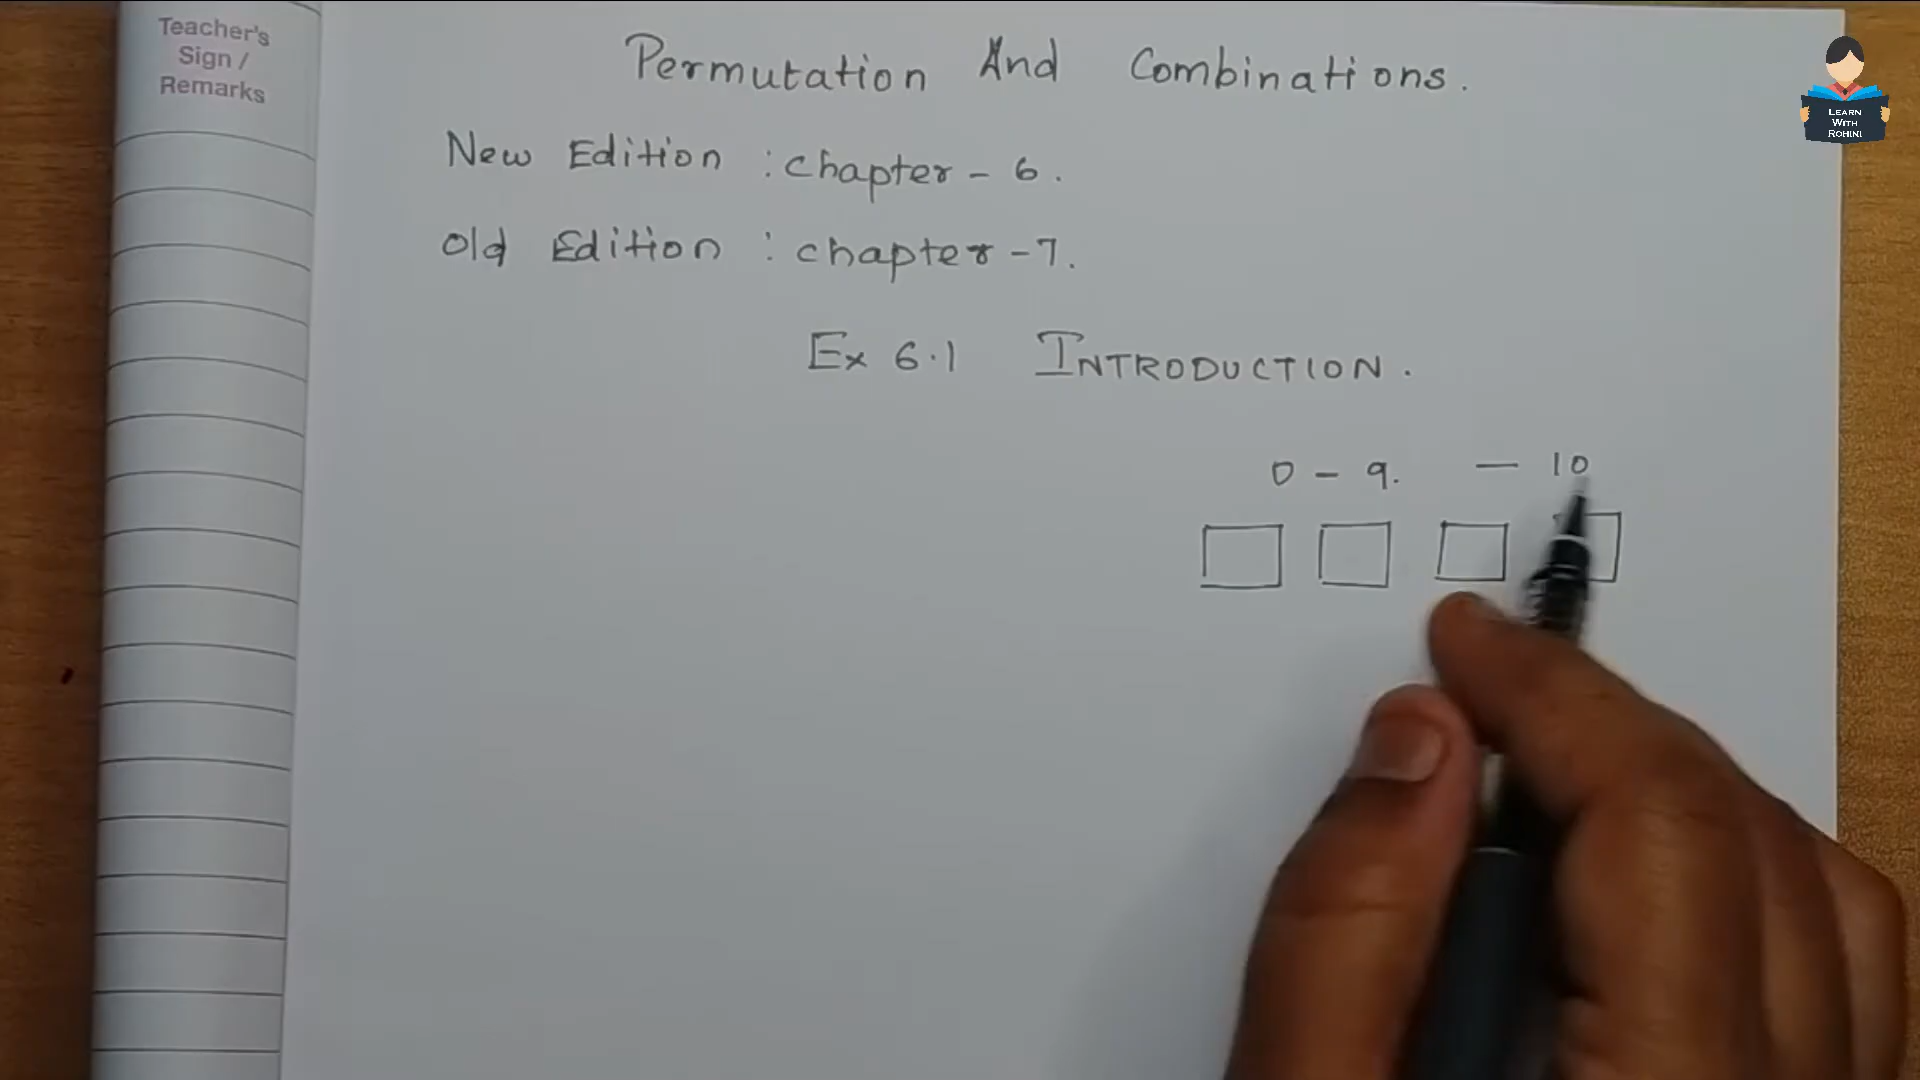 Teacher's
Sign /
Remarks
Permutation And Combinations.
New Edition : chapter - 6.
Old Edition : chapter - 7.
Ex 6.1 INTRODUCTION.
0 - 9. — 10
LEARN
WITH
ROHINI